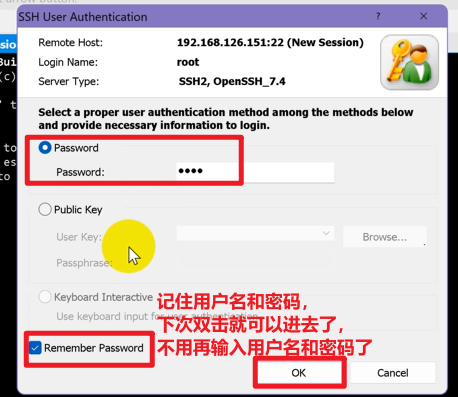 arrow button.
SSH User Authentication
?
Remote Host: 192.168.126.151:22 (New Session)
Login Name: root
Server Type: SSH2, OpenSSH_7.4
Select a proper user authentication method among the methods below
and provide necessary information to login.
Password
Password: ••••
Public Key
User Key:
Browse...
Passphrase:
Keyboard Interactive
Use keyboard input for user authentication.
记住用户名和密码，
下次双击就可以进去了，
不用再输入用户名和密码了
Remember Password
OK
Cancel